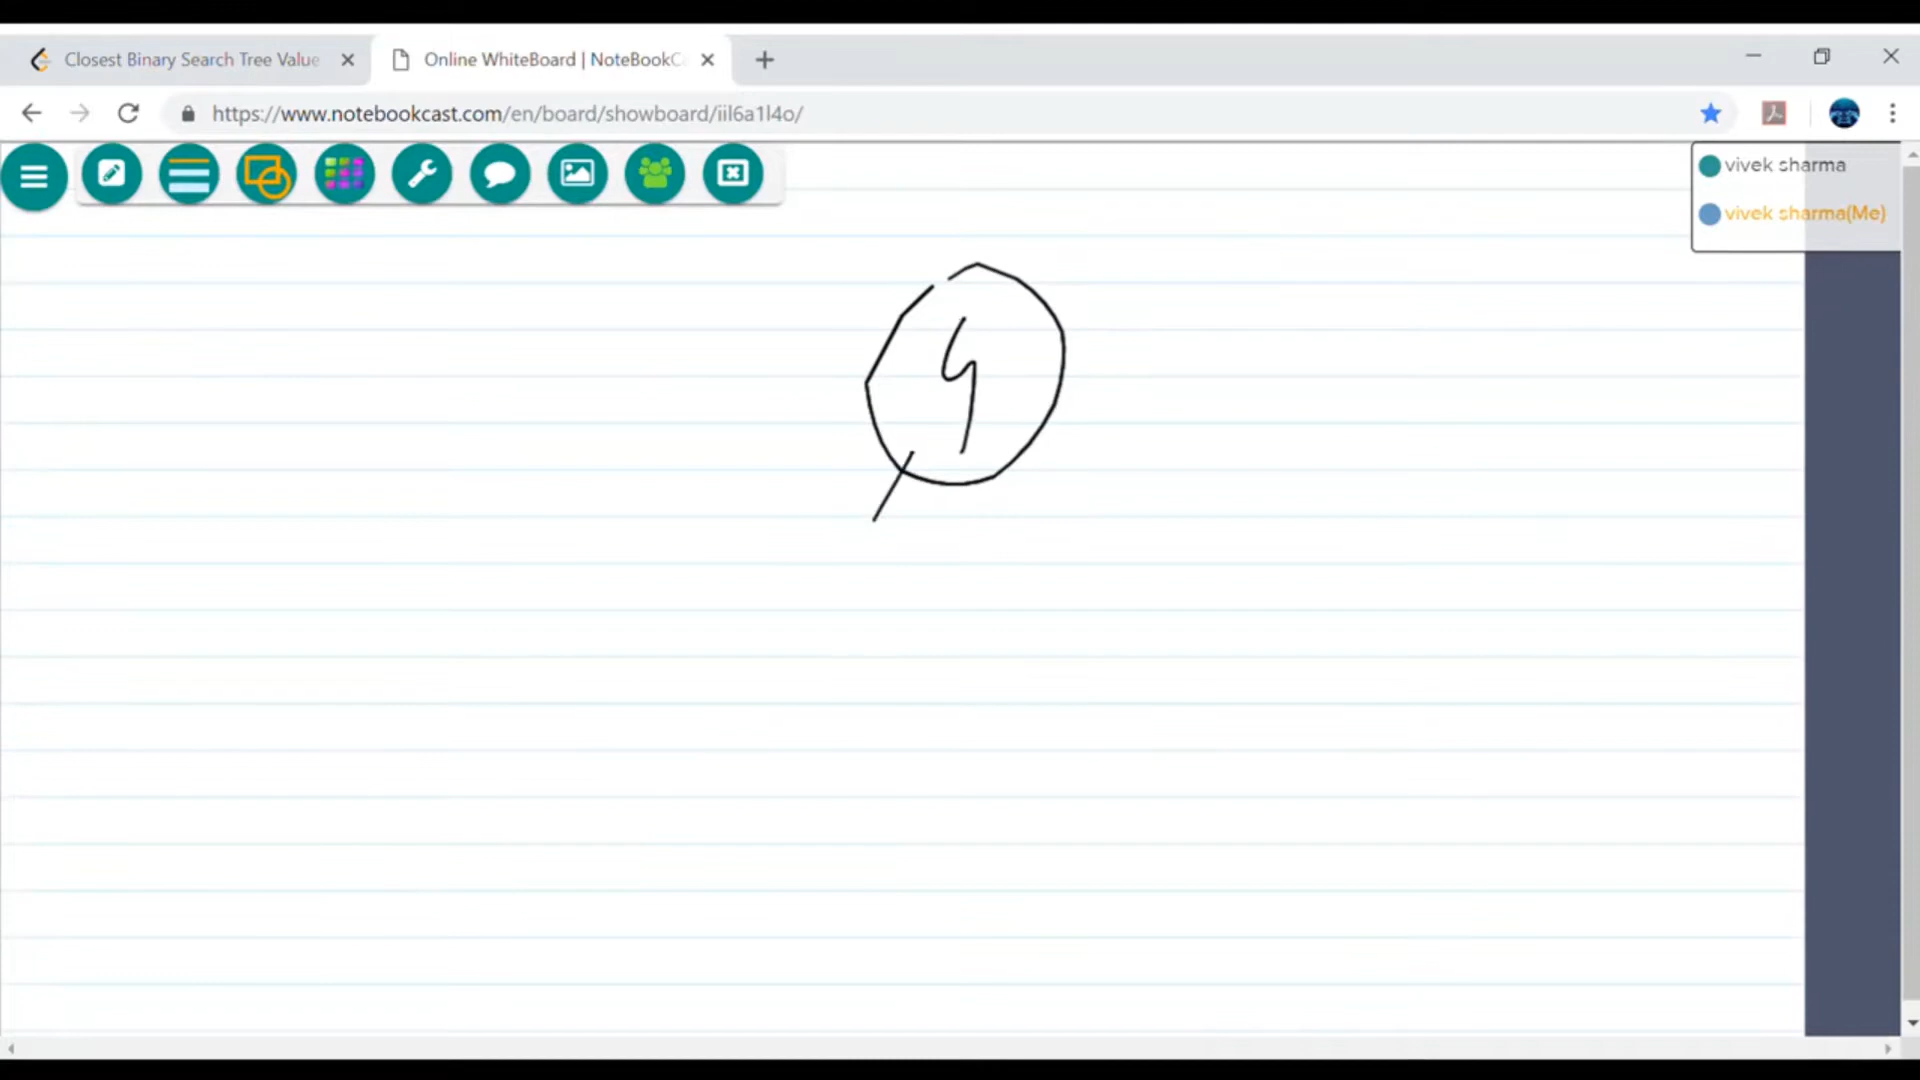 Closest Binary Search Tree Value
Online WhiteBoard | NoteBookC
https://www.notebookcast.com/en/board/showboard/iil6a1l4o/
vivek sharma
vivek sharma(Me)
4